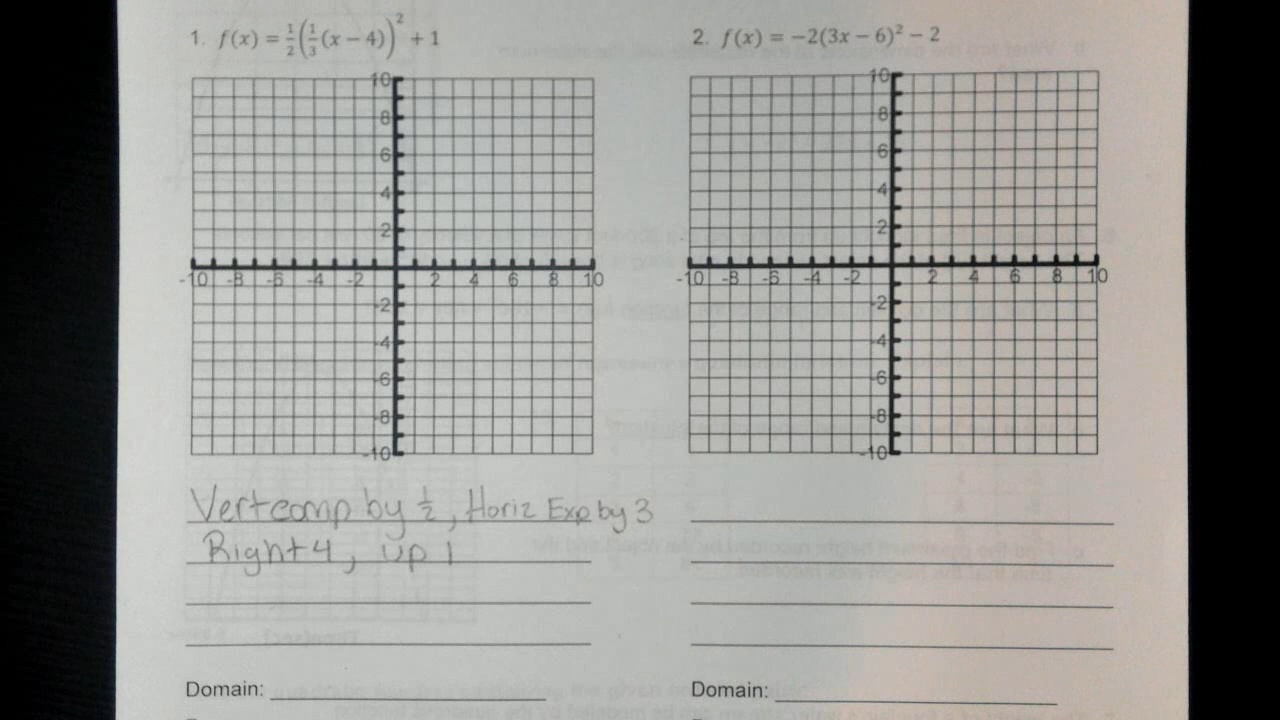 1. f(x) = 1/2(1/3(x − 4))² + 1
2. f(x) = −2(3x − 6)² − 2
10
8
6
4
2
-10 -8 -6 -4 -2 2 4 6 8 10
-2
-4
-6
-8
-10
10
8
6
4
2
-10 -8 -6 -4 -2 2 4 6 8 10
-2
-4
-6
-8
-10
Vert comp by 1/2, Horiz Exp by 3
Right 4, up 1
Domain:
Domain: